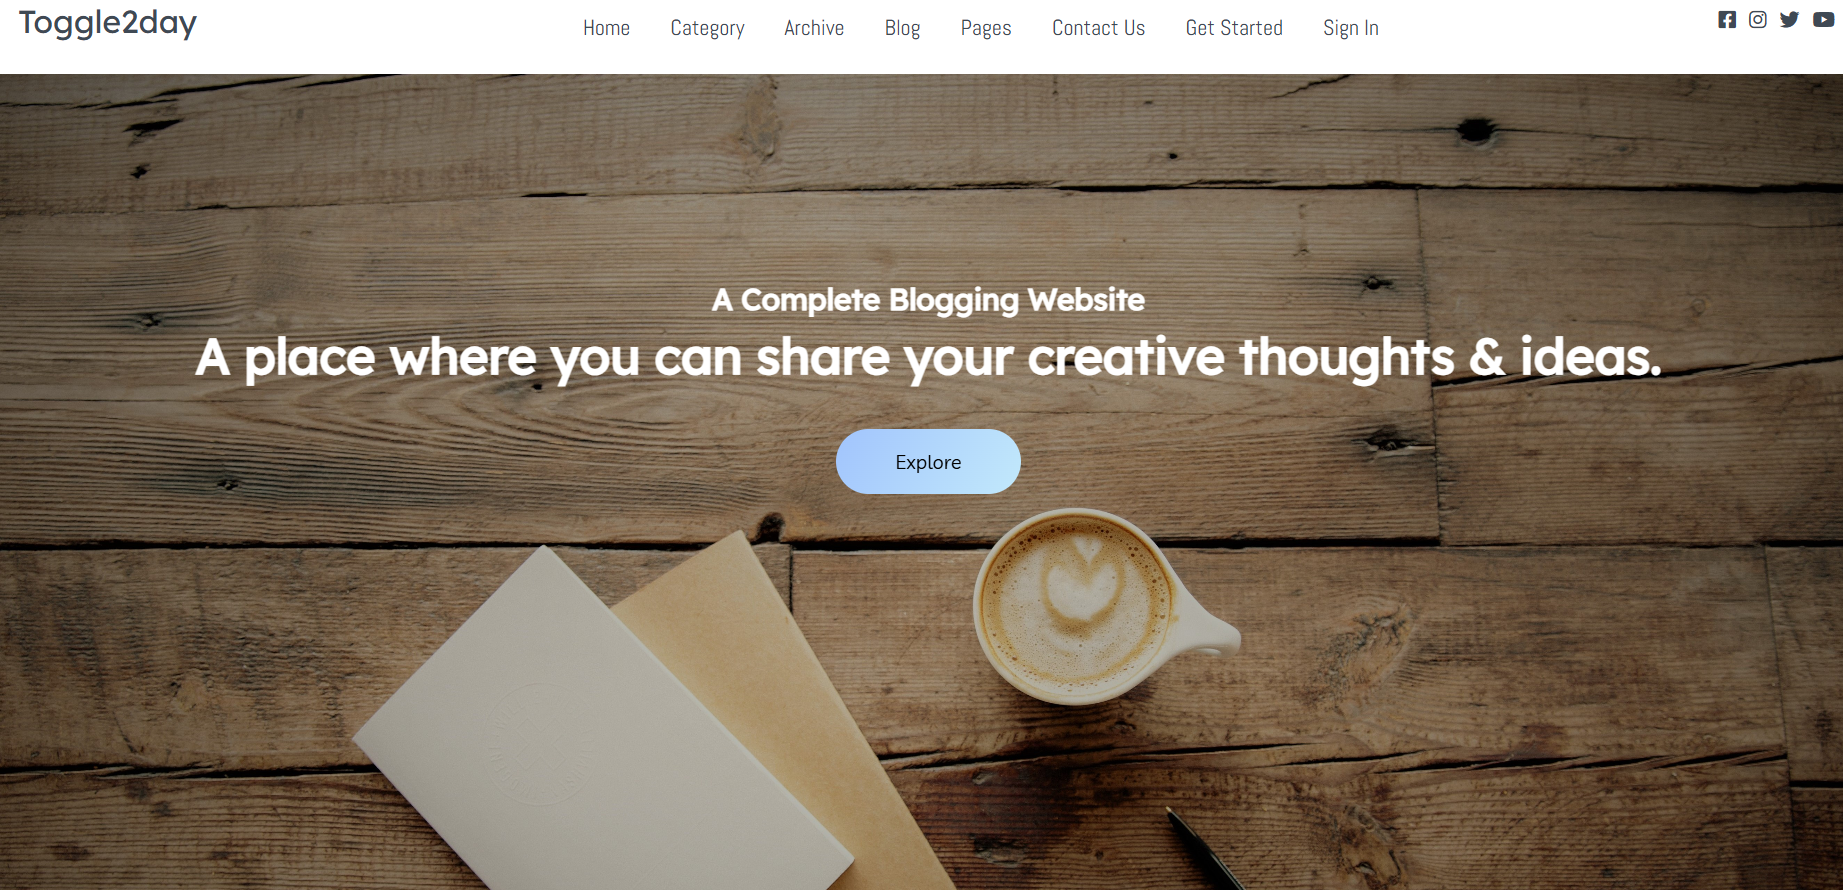 Toggle2day
Home Category Archive Blog Pages Contact Us Get Started Sign In
A Complete Blogging Website
A place where you can share your creative thoughts & ideas.
Explore